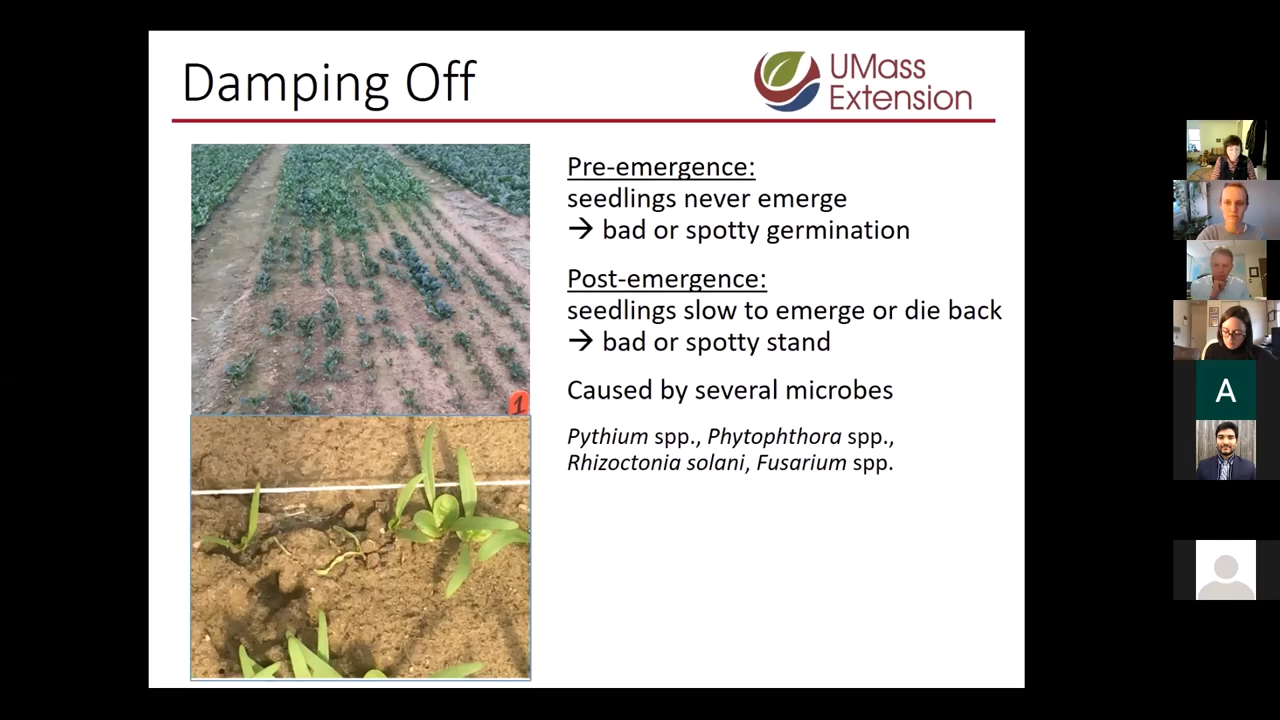 Damping Off
UMass
Extension
Pre-emergence:
seedlings never emerge
→ bad or spotty germination
Post-emergence:
seedlings slow to emerge or die back
→ bad or spotty stand
Caused by several microbes
Pythium spp., Phytophthora spp.,
Rhizoctonia solani, Fusarium spp.
1
A